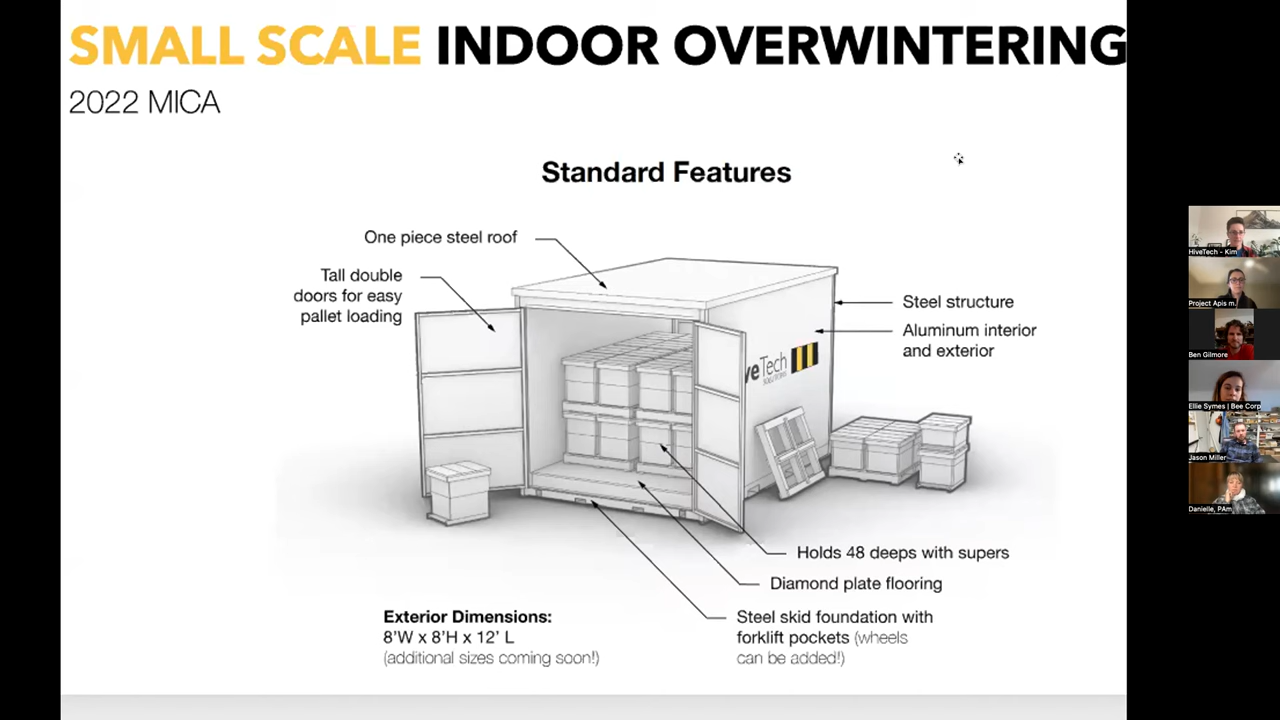 SMALL SCALE INDOOR OVERWINTERING
2022 MICA
Standard Features
One piece steel roof
Tall double
doors for easy
pallet loading
Steel structure
Aluminum interior
and exterior
veTech
SOLUTIONS
Holds 48 deeps with supers
Diamond plate flooring
Steel skid foundation with
forklift pockets (wheels
can be added!)
Exterior Dimensions:
8'W x 8'H x 12' L
(additional sizes coming soon!)
HiveTech - Kim
Project Apis m.
Ben Gilmore
Ellie Symes | Bee Corp
Jason Miller
Danielle, PAm